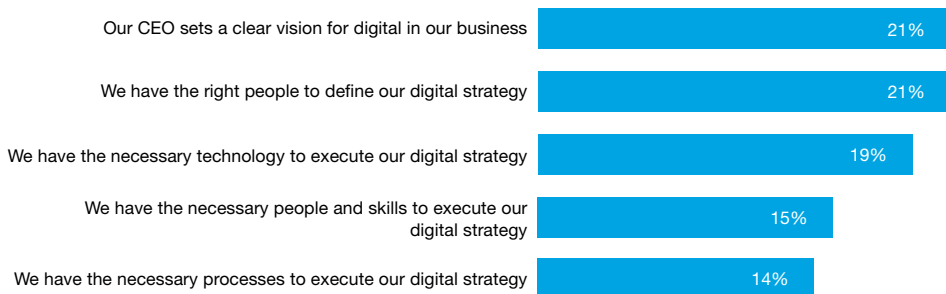 Our CEO sets a clear vision for digital in our business
21%
We have the right people to define our digital strategy
21%
We have the necessary technology to execute our digital strategy
19%
We have the necessary people and skills to execute our
digital strategy
15%
We have the necessary processes to execute our digital strategy
14%